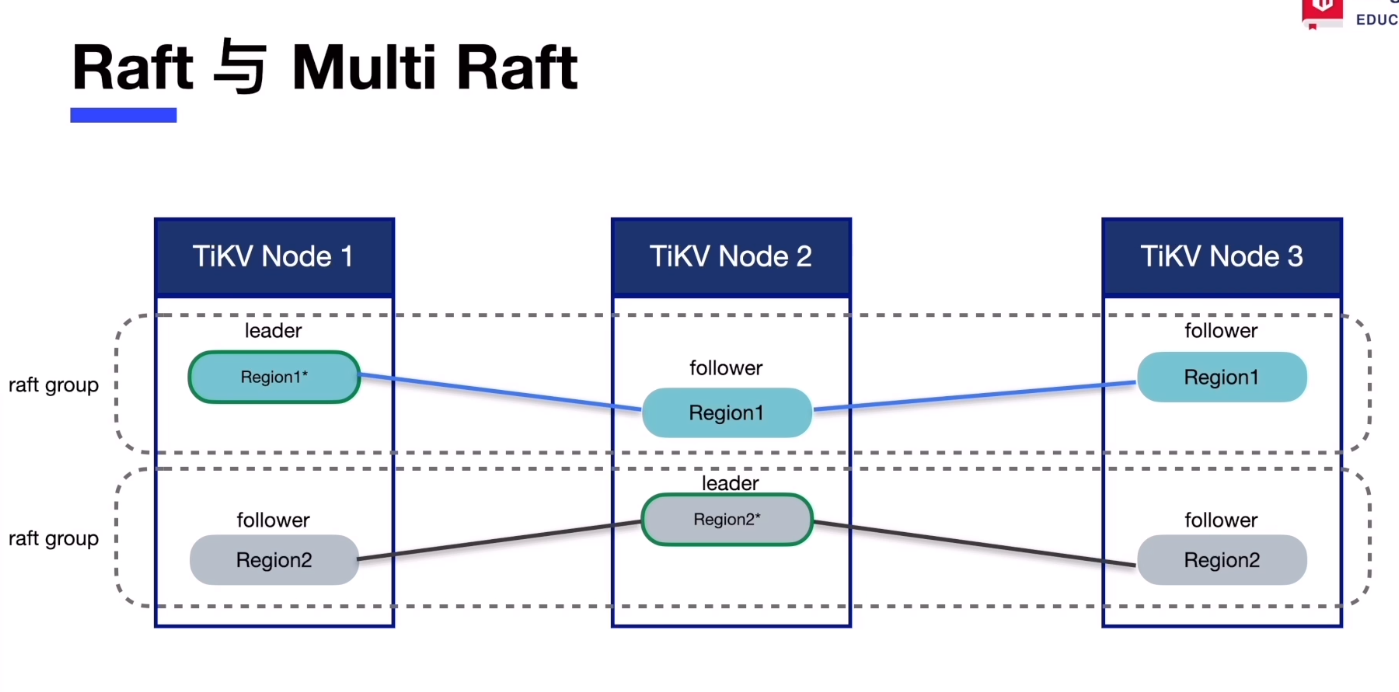 EDUC
Raft 与 Multi Raft
TiKV Node 1
TiKV Node 2
TiKV Node 3
leader
follower
follower
raft group
Region1*
Region1
Region1
follower
leader
follower
raft group
Region2
Region2*
Region2